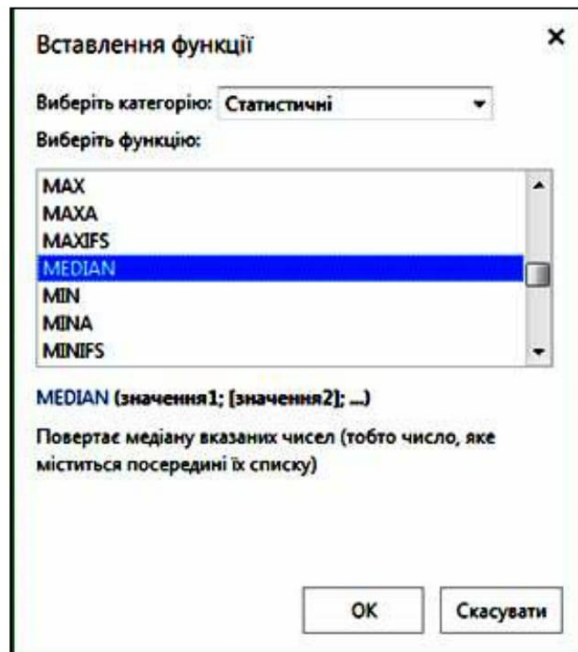 Вставлення функції
Виберіть категорію: Статистичні
Виберіть функцію:
MAX
MAXA
MAXIFS
MEDIAN
MIN
MINA
MINIFS
MEDIAN (значення1; [значення2]; ...)
Повертає медіану вказаних чисел (тобто число, яке
міститься посередині їх списку)
ОК Скасувати